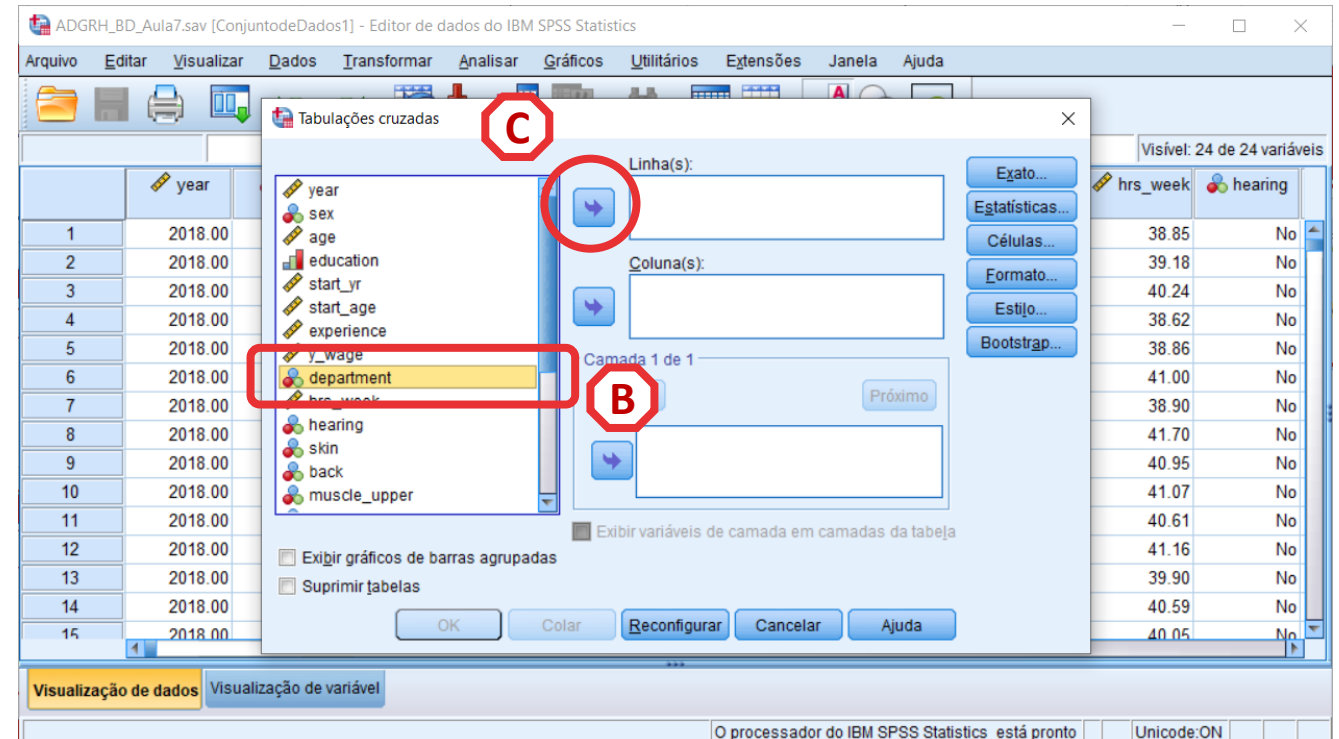 ADGRH_BD_Aula7.sav [ConjuntodeDados1] - Editor de dados do IBM SPSS Statistics
Arquivo Editar Visualizar Dados Transformar Analisar Gráficos Utilitários Extensões Janela Ajuda
Tabulações cruzadas
C
Visível: 24 de 24 variáveis
year
hrs_week
hearing
1 2018.00 38.85 No
2 2018.00 39.18 No
3 2018.00 40.24 No
4 2018.00 38.62 No
5 2018.00 38.86 No
6 2018.00 41.00 No
7 2018.00 38.90 No
8 2018.00 41.70 No
9 2018.00 40.95 No
10 2018.00 41.07 No
11 2018.00 40.61 No
12 2018.00 41.16 No
13 2018.00 39.90 No
14 2018.00 40.59 No
15 2018.00 40.05 No
year
sex
age
education
start_yr
start_age
experience
y_wage
department
hrs_week
hearing
skin
back
muscle_upper
Linha(s):
Coluna(s):
Camada 1 de 1
B
Próximo
Exibir variáveis de camada em camadas da tabela
Exato...
Estatísticas...
Células...
Formato...
Estilo...
Bootstrap...
Exibir gráficos de barras agrupadas
Suprimir tabelas
OK Colar Reconfigurar Cancelar Ajuda
Visualização de dados Visualização de variável
O processador do IBM SPSS Statistics está pronto Unicode:ON